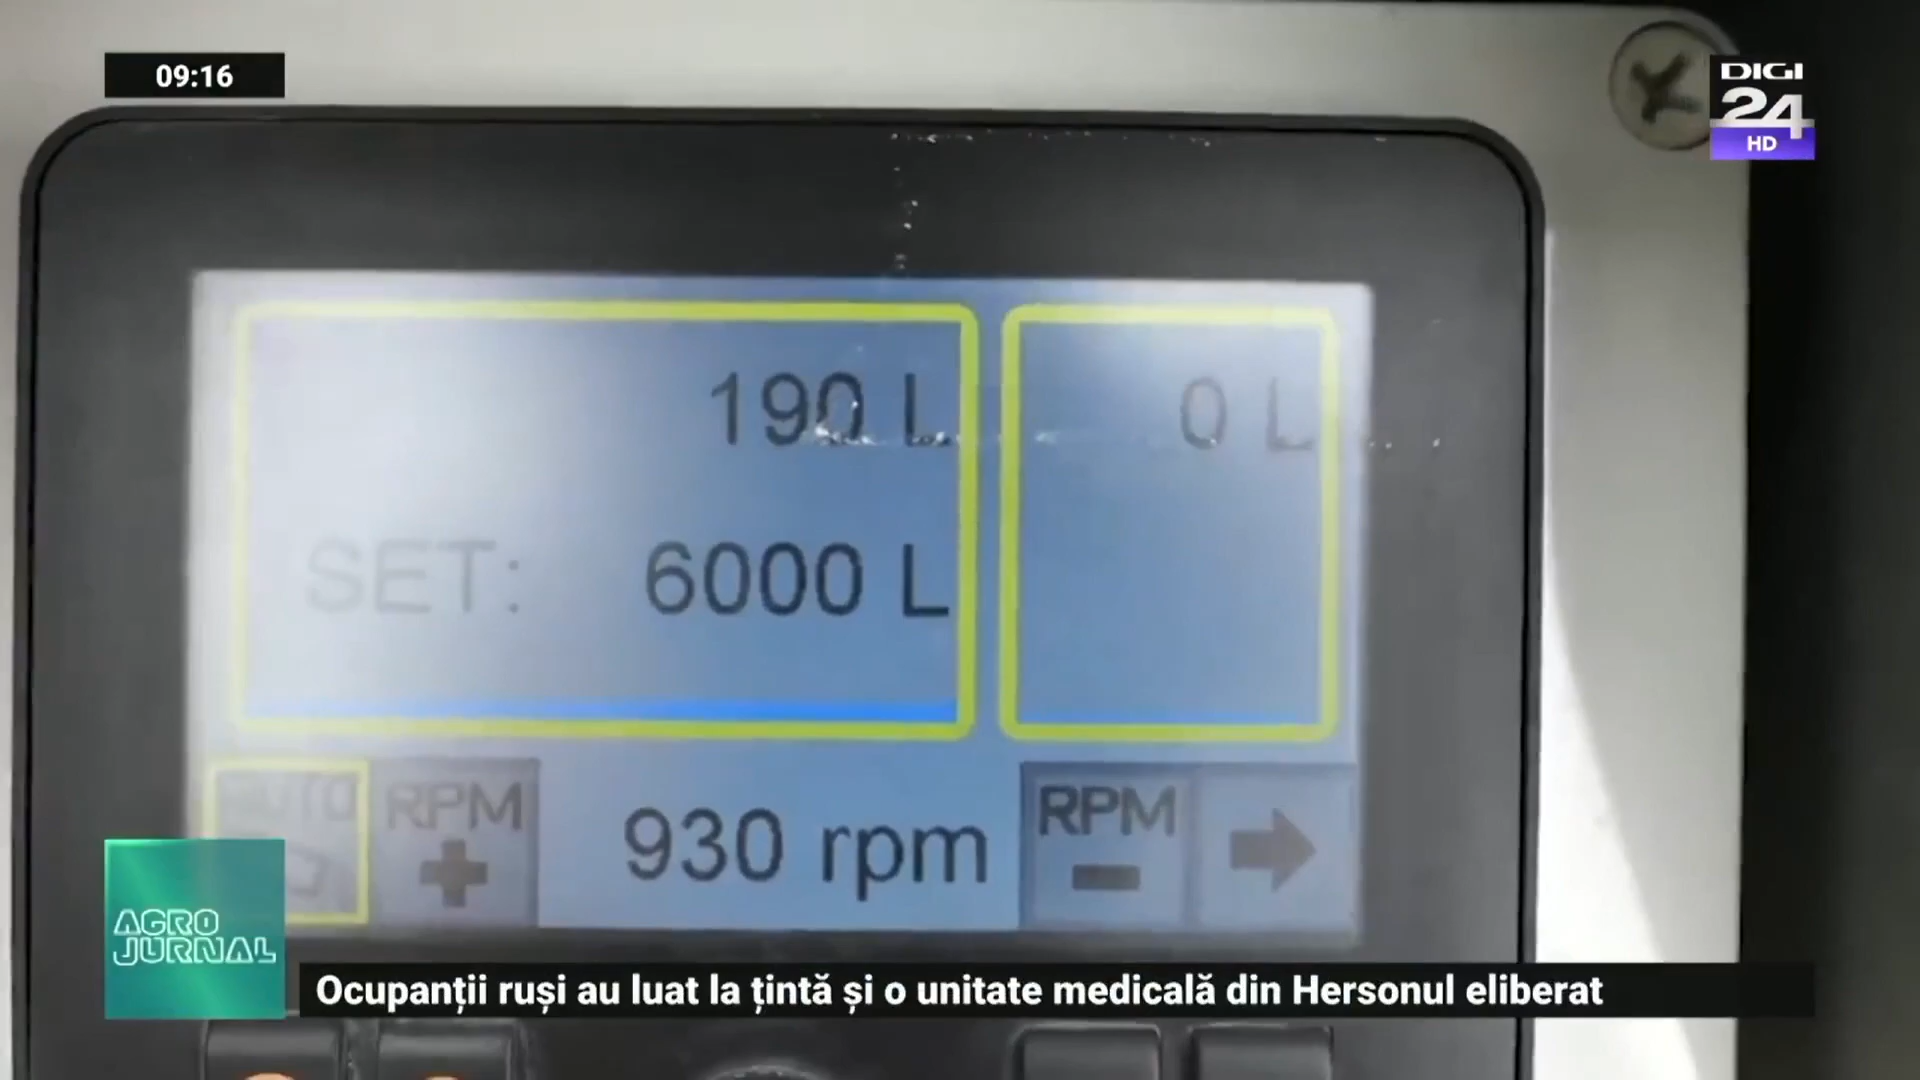 09:16
DIGI
24
HD
190 L
0 L
SET: 6000 L
AUTO
RPM
+
930 rpm
RPM
-
AGRO
JURNAL
Ocupanții ruși au luat la țintă și o unitate medicală din Hersonul eliberat